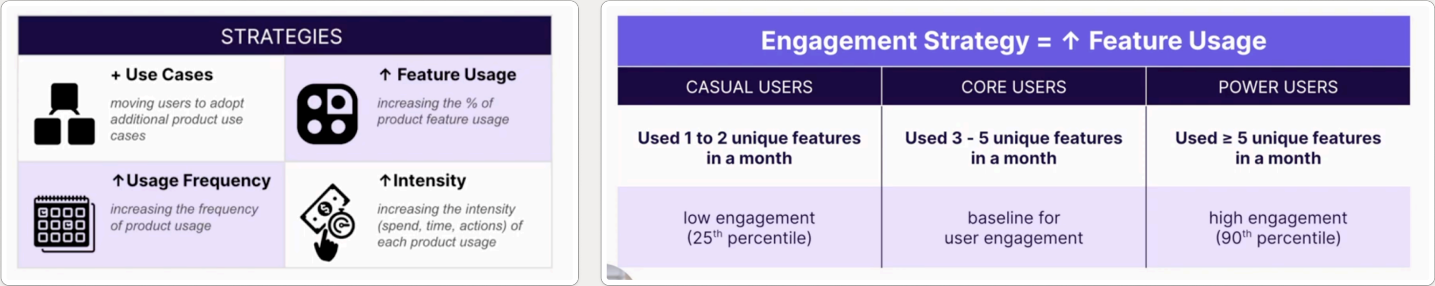 STRATEGIES
+ Use Cases
moving users to adopt
additional product use
cases
↑ Feature Usage
increasing the % of
product feature usage
↑Usage Frequency
increasing the frequency
of product usage
↑Intensity
increasing the intensity
(spend, time, actions) of
each product usage
Engagement Strategy = ↑ Feature Usage
CASUAL USERS
CORE USERS
POWER USERS
Used 1 to 2 unique features
in a month
Used 3 - 5 unique features
in a month
Used ≥ 5 unique features
in a month
low engagement
(25th percentile)
baseline for
user engagement
high engagement
(90th percentile)